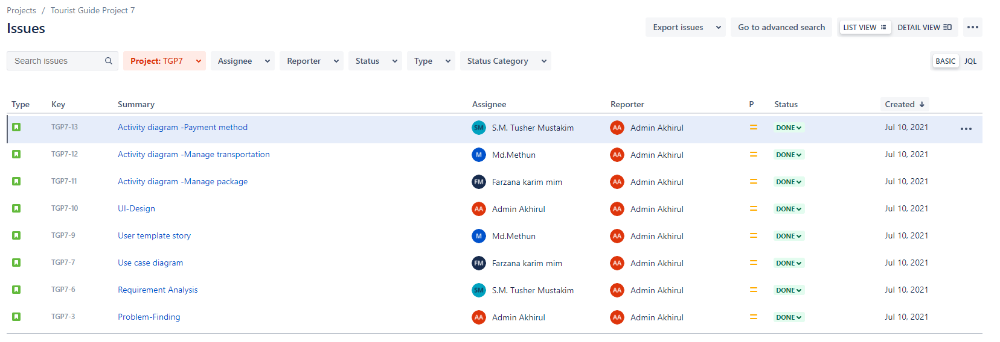 Projects / Tourist Guide Project 7
Issues
Export issues Go to advanced search LIST VIEW DETAIL VIEW
Search issues Project: TGP7 Assignee Reporter Status Type Status Category BASIC JQL
Type Key Summary Assignee Reporter P Status Created
TGP7-13 Activity diagram -Payment method SM S.M. Tusher Mustakim AA Admin Akhirul DONE Jul 10, 2021
TGP7-12 Activity diagram -Manage transportation M Md.Methun AA Admin Akhirul DONE Jul 10, 2021
TGP7-11 Activity diagram -Manage package FM Farzana karim mim AA Admin Akhirul DONE Jul 10, 2021
TGP7-10 UI-Design AA Admin Akhirul AA Admin Akhirul DONE Jul 10, 2021
TGP7-9 User template story M Md.Methun AA Admin Akhirul DONE Jul 10, 2021
TGP7-7 Use case diagram FM Farzana karim mim AA Admin Akhirul DONE Jul 10, 2021
TGP7-6 Requirement Analysis SM S.M. Tusher Mustakim AA Admin Akhirul DONE Jul 10, 2021
TGP7-3 Problem-Finding AA Admin Akhirul AA Admin Akhirul DONE Jul 10, 2021